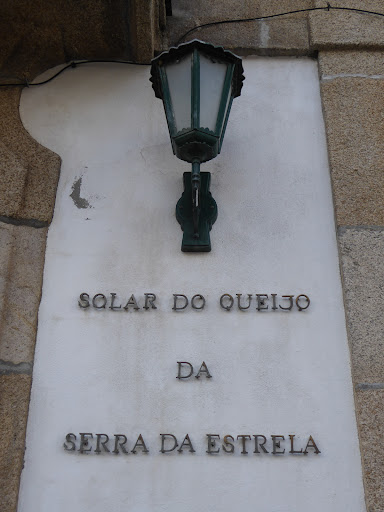 SOLAR DO QUEIJO
DA
SERRA DA ESTRELA